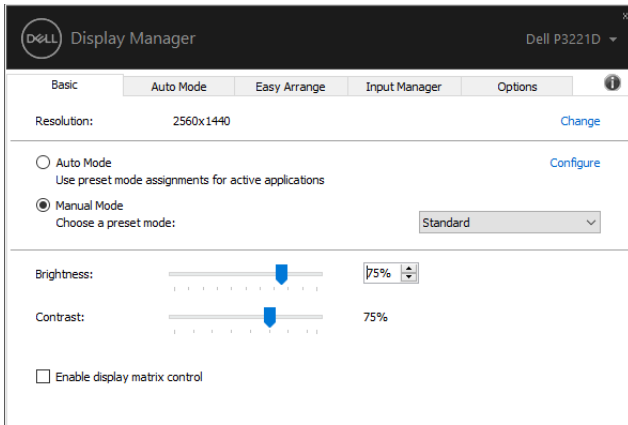 DELL Display Manager Dell P3221D
Basic Auto Mode Easy Arrange Input Manager Options
Resolution: 2560x1440 Change
Auto Mode Configure
Use preset mode assignments for active applications
Manual Mode
Choose a preset mode: Standard
Brightness: 75%
Contrast: 75%
Enable display matrix control